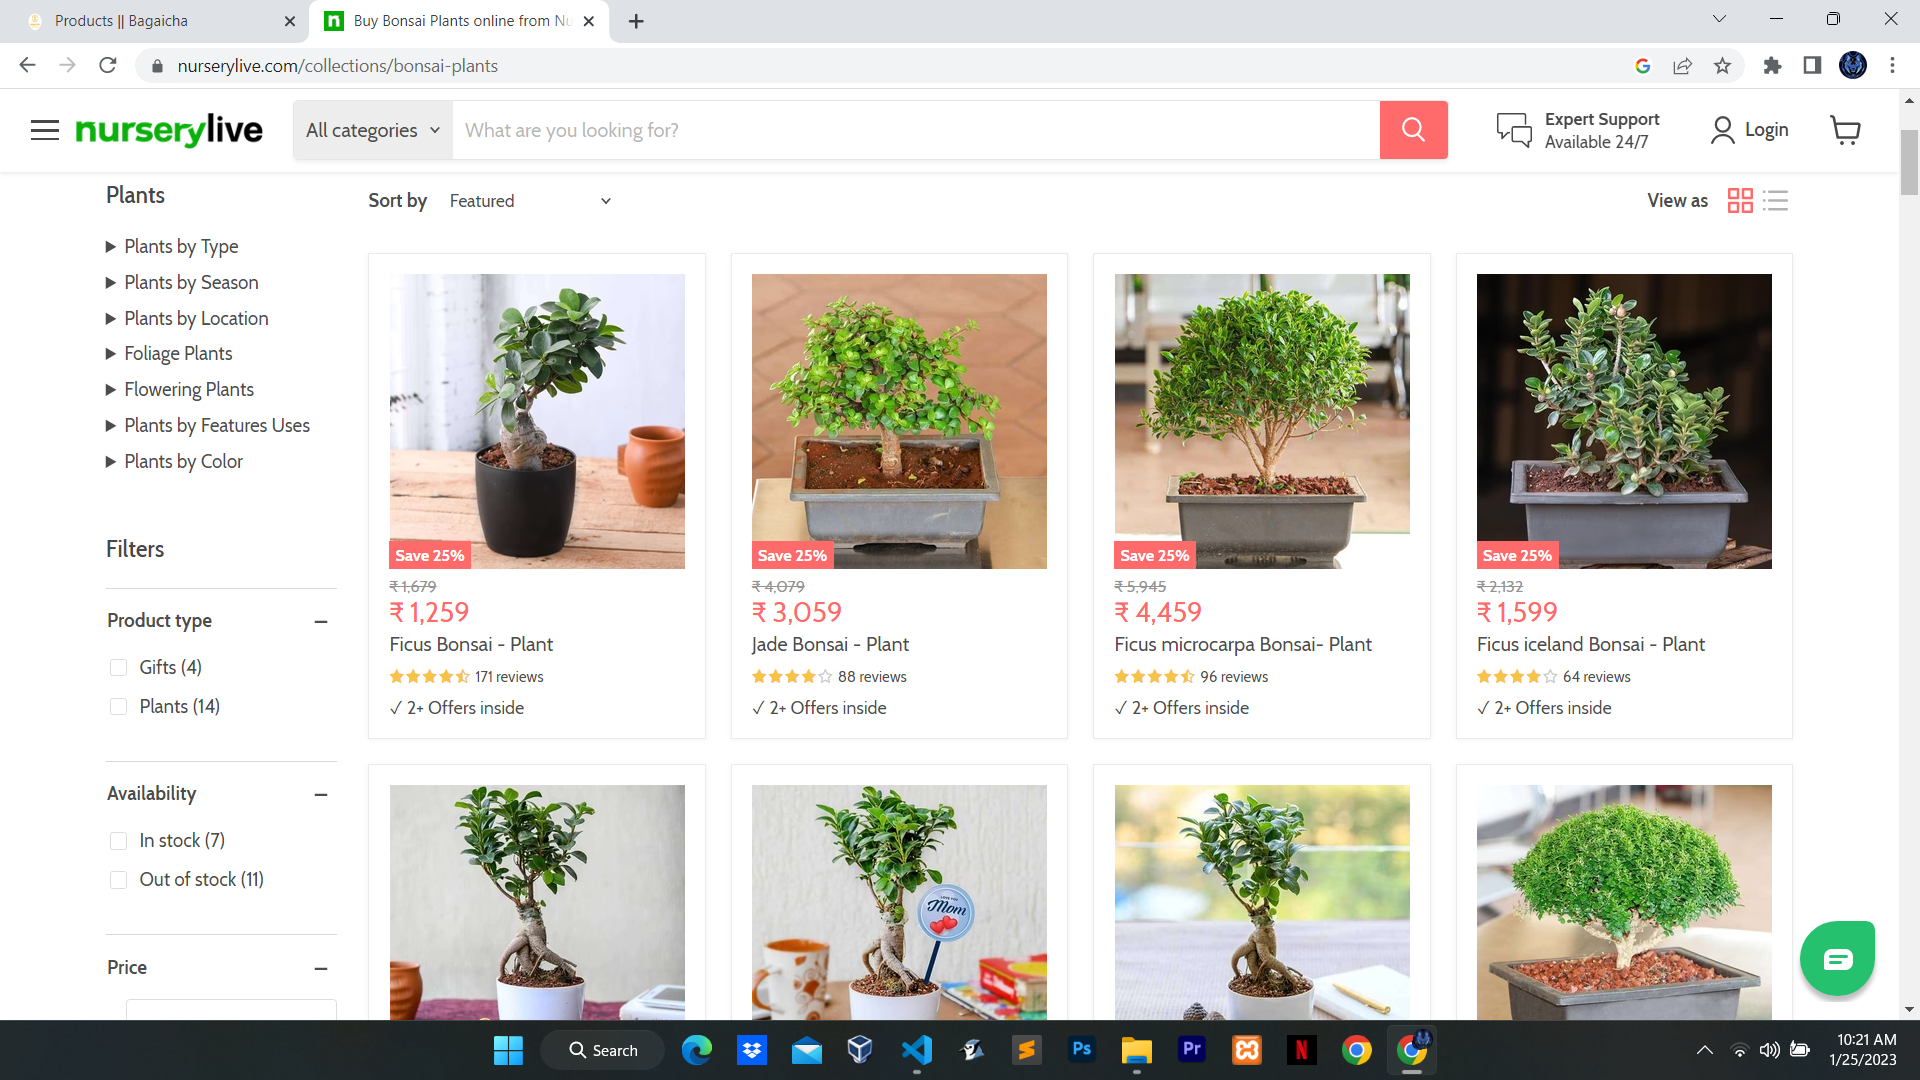 Products || Bagaicha
Buy Bonsai Plants online from Nu
nurserylive.com/collections/bonsai-plants
nurserylive
All categories
What are you looking for?
Expert Support
Available 24/7
Login
Plants
Plants by Type
Plants by Season
Plants by Location
Foliage Plants
Flowering Plants
Plants by Features Uses
Plants by Color
Filters
Product type
Gifts (4)
Plants (14)
Availability
In stock (7)
Out of stock (11)
Price
Sort by Featured
View as
Save 25%
₹ 1,679
₹ 1,259
Ficus Bonsai - Plant
171 reviews
✓ 2+ Offers inside
Save 25%
₹ 4,079
₹ 3,059
Jade Bonsai - Plant
88 reviews
✓ 2+ Offers inside
Save 25%
₹ 5,945
₹ 4,459
Ficus microcarpa Bonsai- Plant
96 reviews
✓ 2+ Offers inside
Save 25%
₹ 2,132
₹ 1,599
Ficus iceland Bonsai - Plant
64 reviews
✓ 2+ Offers inside
LOVE YOU
Mom
Search
Ps
Pr
N
10:21 AM
1/25/2023